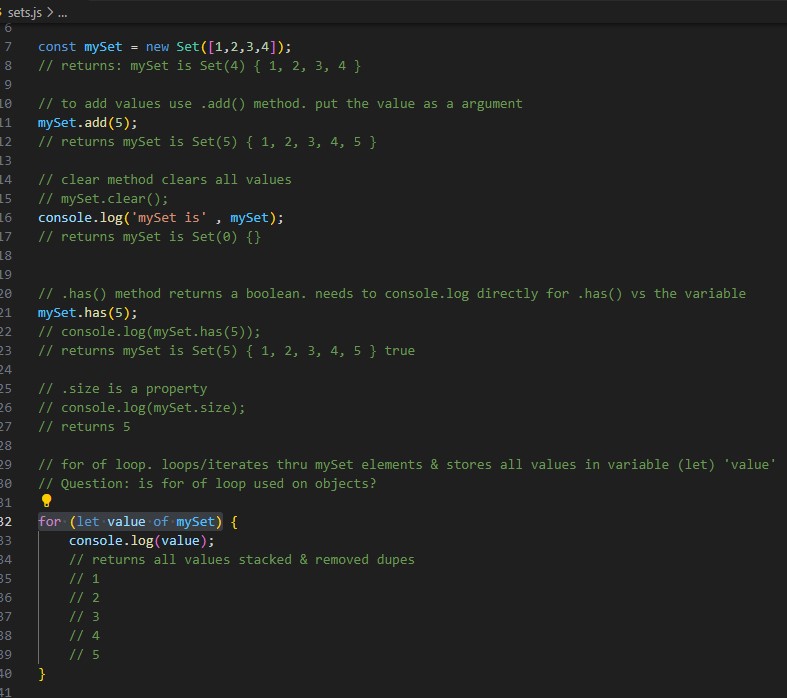 sets.js > ...
6
7 const mySet = new Set([1,2,3,4]);
8 // returns: mySet is Set(4) { 1, 2, 3, 4 }
9
10 // to add values use .add() method. put the value as a argument
11 mySet.add(5);
12 // returns mySet is Set(5) { 1, 2, 3, 4, 5 }
13
14 // clear method clears all values
15 // mySet.clear();
16 console.log('mySet is' , mySet);
17 // returns mySet is Set(0) {}
18
19
20 // .has() method returns a boolean. needs to console.log directly for .has() vs the variable
21 mySet.has(5);
22 // console.log(mySet.has(5));
23 // returns mySet is Set(5) { 1, 2, 3, 4, 5 } true
24
25 // .size is a property
26 // console.log(mySet.size);
27 // returns 5
28
29 // for of loop. loops/iterates thru mySet elements & stores all values in variable (let) 'value'
30 // Question: is for of loop used on objects?
31
32 for (let value of mySet) {
33 console.log(value);
34 // returns all values stacked & removed dupes
35 // 1
36 // 2
37 // 3
38 // 4
39 // 5
40 }
41